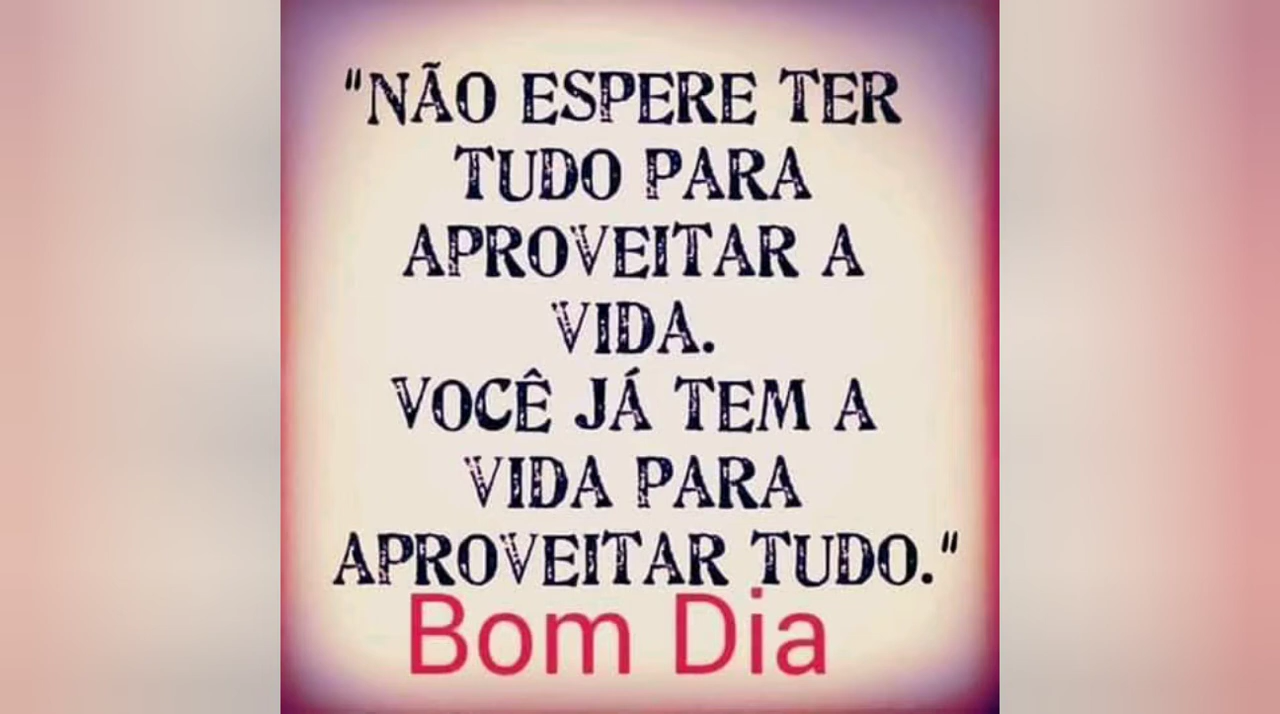 "NÃO ESPERE TER
TUDO PARA
APROVEITAR A
VIDA.
VOCÊ JÁ TEM A
VIDA PARA
APROVEITAR TUDO."
Bom Dia